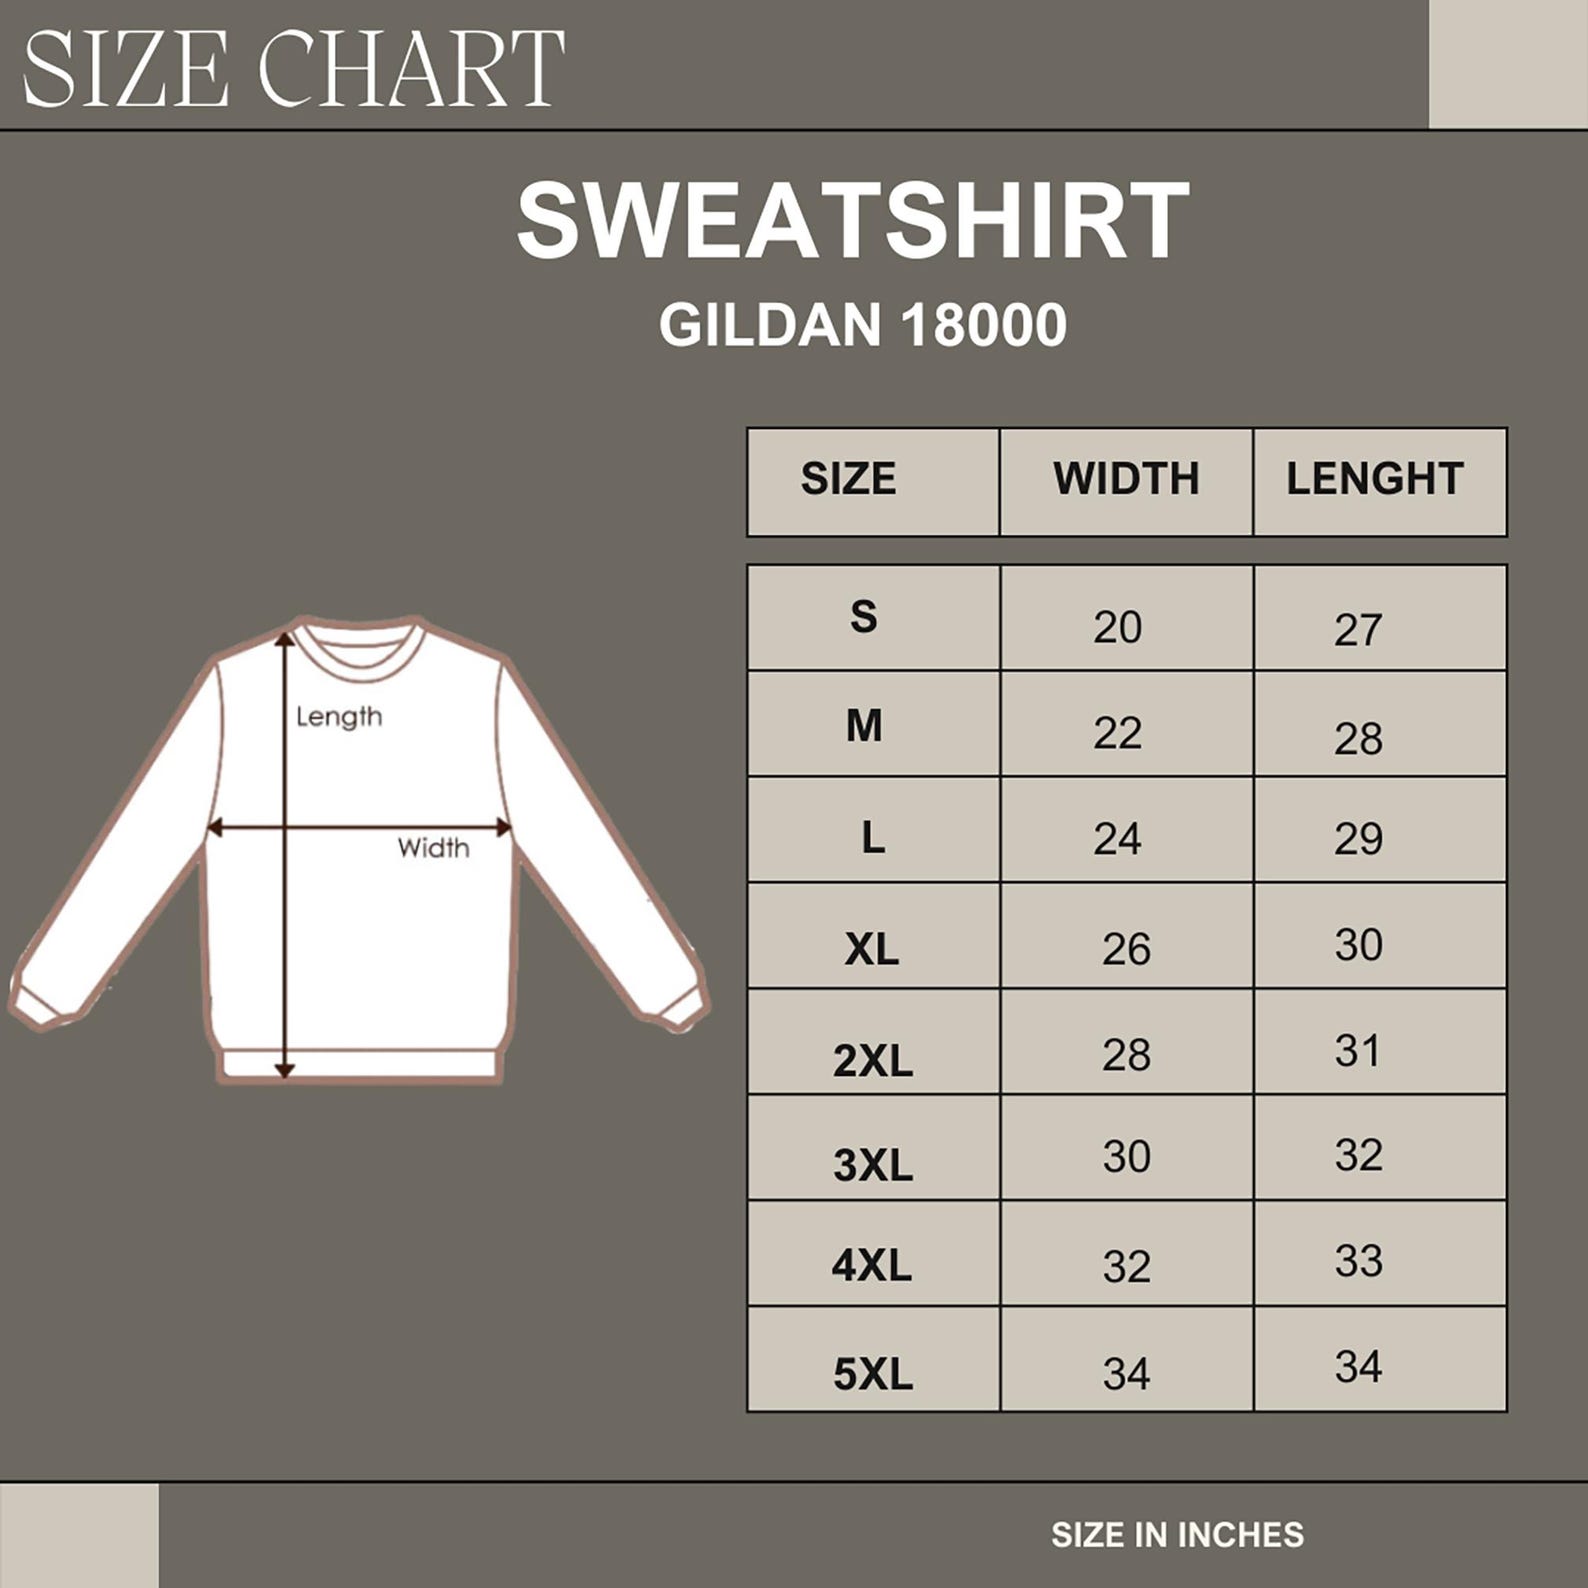 SIZE CHART
SWEATSHIRT
GILDAN 18000
SIZE WIDTH LENGHT
S 20 27
M 22 28
L 24 29
XL 26 30
2XL 28 31
3XL 30 32
4XL 32 33
5XL 34 34
Length
Width
SIZE IN INCHES